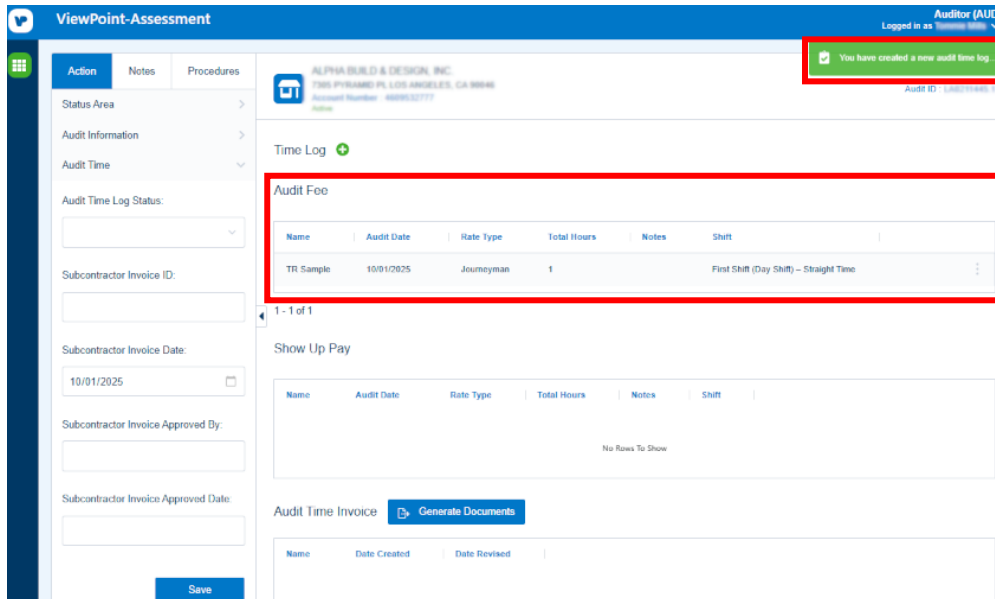 ViewPoint-Assessment
Auditor (AUD
Logged in as
You have created a new audit time log...
Action Notes Procedures
ALPHA BUILD & DESIGN, INC.
7365 PYRAMID PL LOS ANGELES, CA 90046
Account Number : 4689532777
Active
Audit ID :
Status Area
Audit Information
Audit Time
Time Log
Audit Fee
Audit Time Log Status:
Name Audit Date Rate Type Total Hours Notes Shift
TR Sample 10/01/2025 Journeyman 1 First Shift (Day Shift) – Straight Time
Subcontractor Invoice ID:
1 - 1 of 1
Subcontractor Invoice Date:
Show Up Pay
10/01/2025
Name Audit Date Rate Type Total Hours Notes Shift
Subcontractor Invoice Approved By:
No Rows To Show
Subcontractor Invoice Approved Date:
Audit Time Invoice Generate Documents
Name Date Created Date Revised
Save